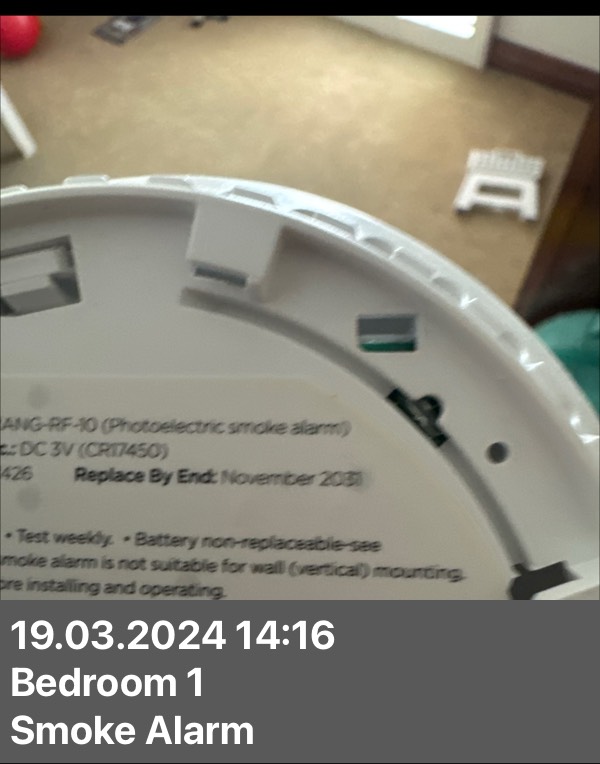 ANG-RF-10 (Photoelectric smoke alarm)
DC 3V (CR17450)
426 Replace By End: November 2031
• Test weekly. • Battery non-replaceable-see
moke alarm is not suitable for wall (vertical) mounting.
ore installing and operating.
19.03.2024 14:16
Bedroom 1
Smoke Alarm